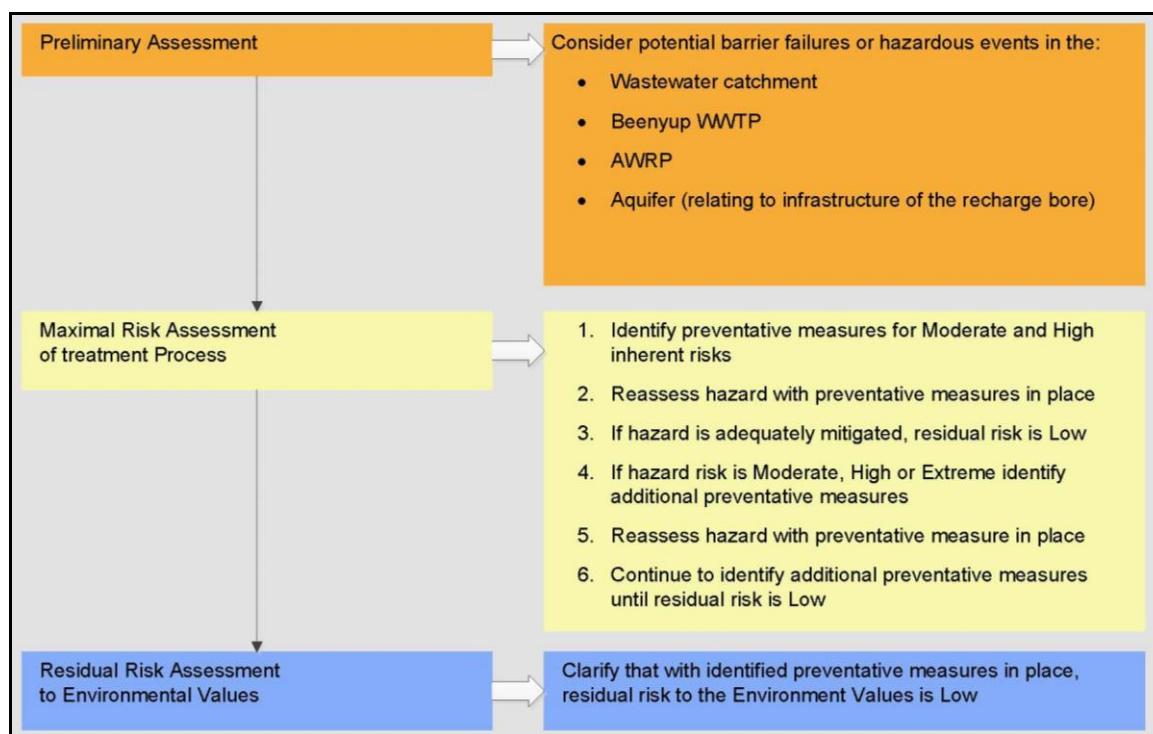 Preliminary Assessment
Consider potential barrier failures or hazardous events in the:
• Wastewater catchment
• Beenyup WWTP
• AWRP
• Aquifer (relating to infrastructure of the recharge bore)
Maximal Risk Assessment
of treatment Process
1. Identify preventative measures for Moderate and High
inherent risks
2. Reassess hazard with preventative measures in place
3. If hazard is adequately mitigated, residual risk is Low
4. If hazard risk is Moderate, High or Extreme identify
additional preventative measures
5. Reassess hazard with preventative measure in place
6. Continue to identify additional preventative measures
until residual risk is Low
Residual Risk Assessment
to Environmental Values
Clarify that with identified preventative measures in place,
residual risk to the Environment Values is Low